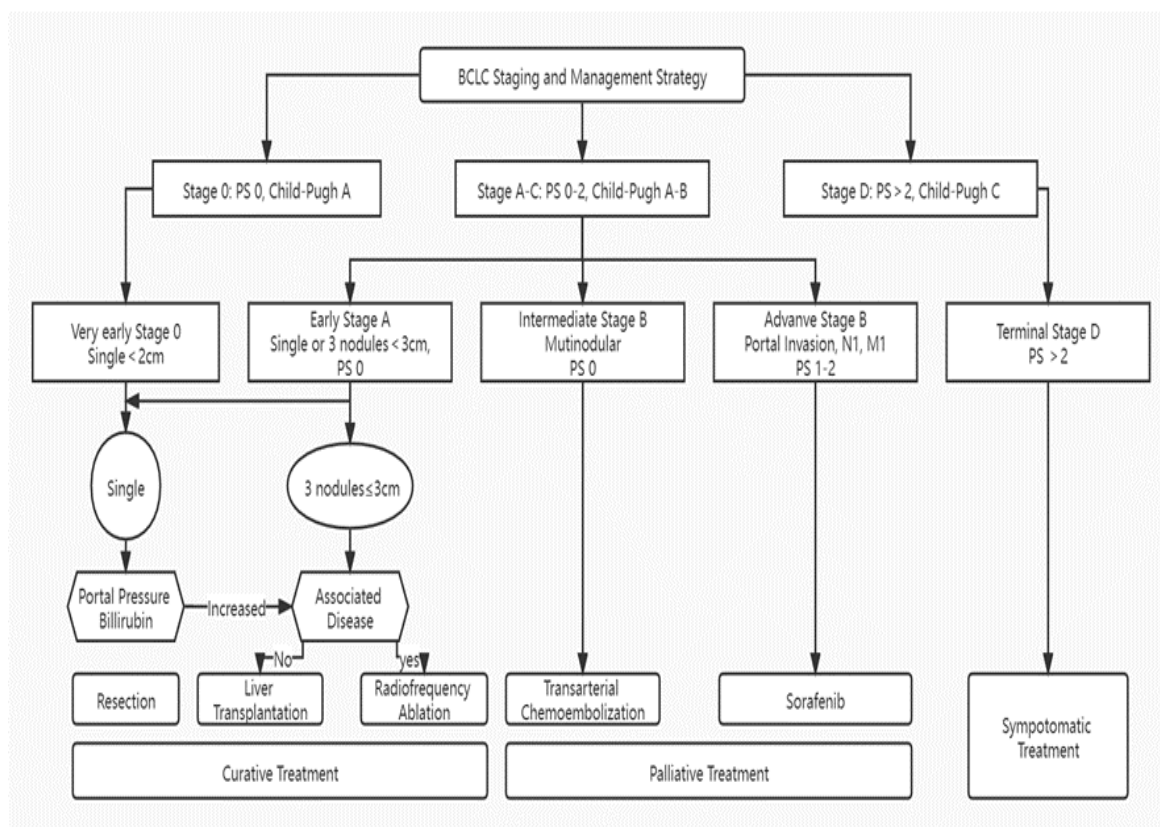 BCLC Staging and Management Strategy
Stage 0: PS 0, Child-Pugh A
Stage A-C: PS 0-2, Child-Pugh A-B
Stage D: PS > 2, Child-Pugh C
Very early Stage 0
Single < 2cm
Early Stage A
Single or 3 nodules < 3cm,
PS 0
Intermediate Stage B
Mutinodular
PS 0
Advanve Stage B
Portal Invasion, N1, M1
PS 1-2
Terminal Stage D
PS > 2
Single
3 nodules≤3cm
Portal Pressure
Billirubin
Increased
Associated
Disease
No
yes
Resection
Liver
Transplantation
Radiofrequency
Ablation
Transarterial
Chemoembolization
Sorafenib
Sympotomatic
Treatment
Curative Treatment
Palliative Treatment